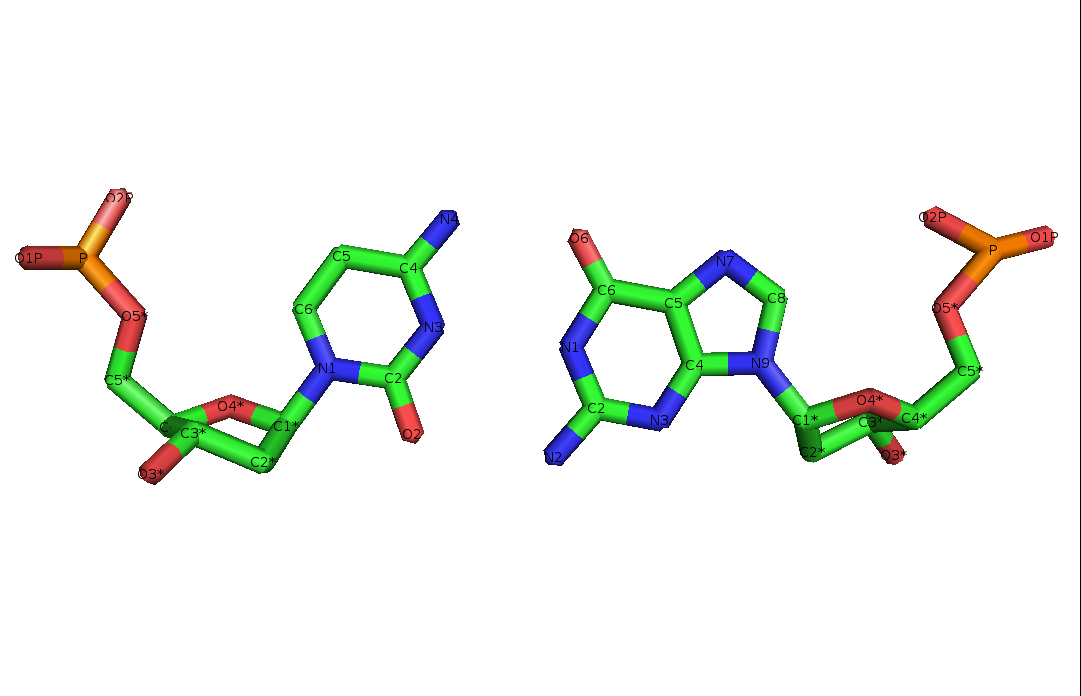 O2P
O1P
P
O5*
C5*
C3*
O4*
O3*
C2*
C1*
N1
C6
C5
C4
N4
N3
C2
O2
O6
C6
N1
C2
N2
N3
C4
C5
N7
C8
N9
C1*
C2*
O4*
C3*
C4*
O3*
C5*
O5*
O2P
P
O1P